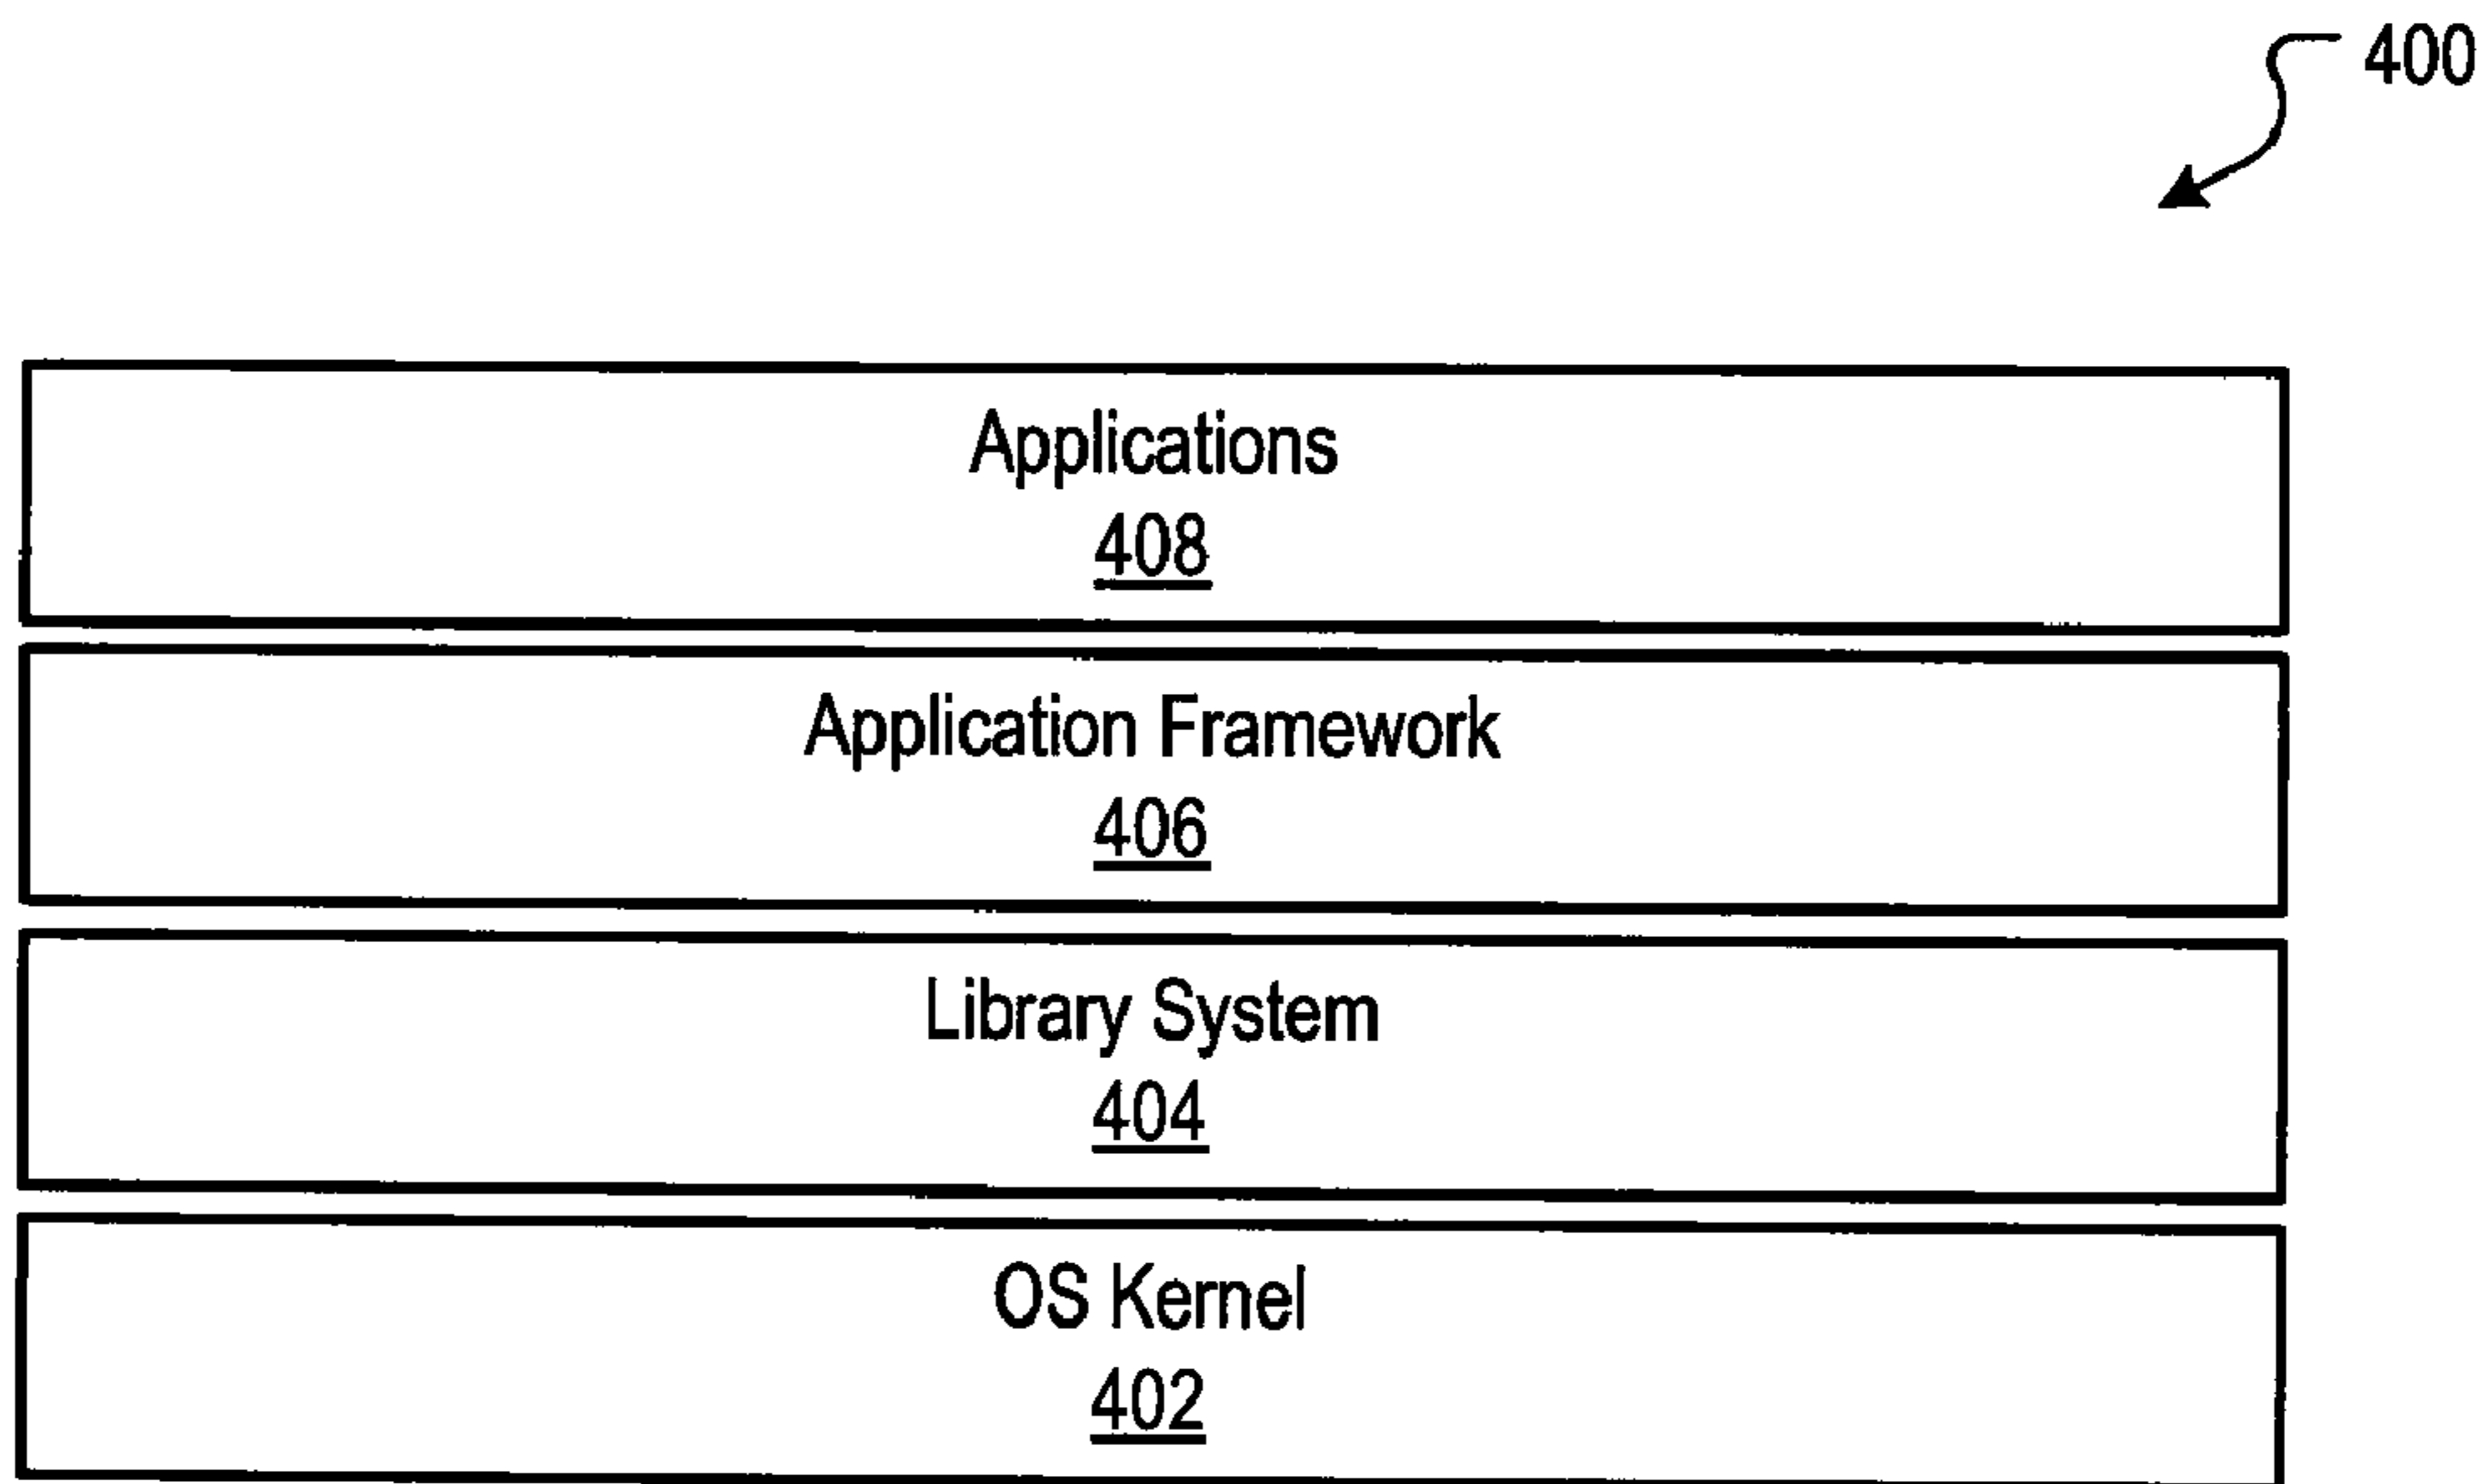 400
Applications
408
Application Framework
406
Library System
404
OS Kernel
402